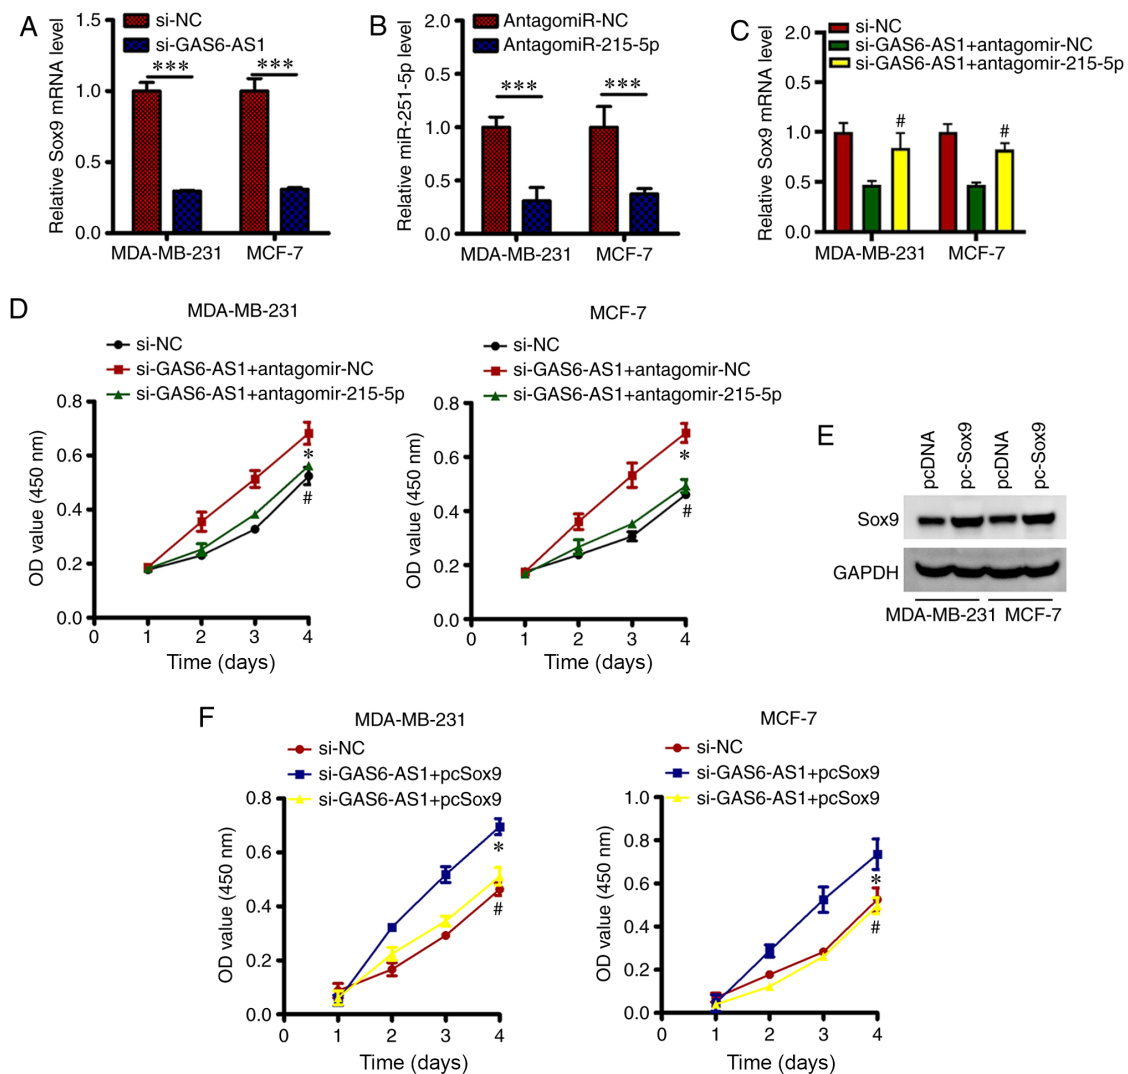 A
si-NC
si-GAS6-AS1
Relative Sox9 mRNA level
1.5
1.0
0.5
0.0
***
***
MDA-MB-231
MCF-7
B
AntagomiR-NC
AntagomiR-215-5p
Relative miR-251-5p level
2.0
0.5
1.0
0.5
0.0
***
***
MDA-MB-231
MCF-7
C
si-NC
si-GAS6-AS1+antagomir-NC
si-GAS6-AS1+antagomir-215-5p
Relative Sox9 mRNA level
2.0
0.5
1.0
0.5
0.0
#
#
MDA-MB-231
MCF-7
D
MDA-MB-231
si-NC
si-GAS6-AS1+antagomir-NC
si-GAS6-AS1+antagomir-215-5p
OD value (450 nm)
0.8
0.6
0.4
0.2
0.0
*
#
0 1 2 3 4
Time (days)
MCF-7
si-NC
si-GAS6-AS1+antagomir-NC
si-GAS6-AS1+antagomir-215-5p
OD value (450 nm)
0.8
0.6
0.4
0.2
0.0
*
#
0 1 2 3 4
Time (days)
E
pcDNA
pc-Sox9
pcDNA
pc-Sox9
Sox9
GAPDH
MDA-MB-231 MCF-7
F
MDA-MB-231
si-NC
si-GAS6-AS1+pcSox9
si-GAS6-AS1+pcSox9
OD value (450 nm)
0.8
0.6
0.4
0.2
0.0
*
#
0 1 2 3 4
Time (days)
MCF-7
si-NC
si-GAS6-AS1+pcSox9
si-GAS6-AS1+pcSox9
OD value (450 nm)
1.0
0.8
0.6
0.4
0.2
0.0
*
#
0 1 2 3 4
Time (days)